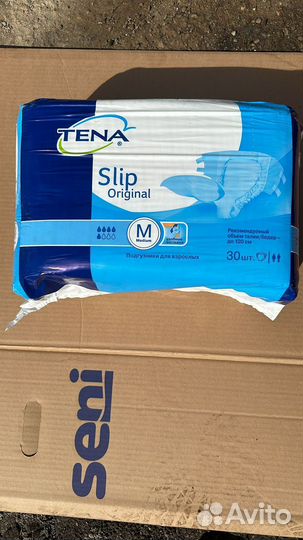 TENA®
Slip
Original
M
Medium
Подгузники для взрослых
Рекомендуемый
объем талии/бедер
до 120 см
30 шт.
seni
Avito